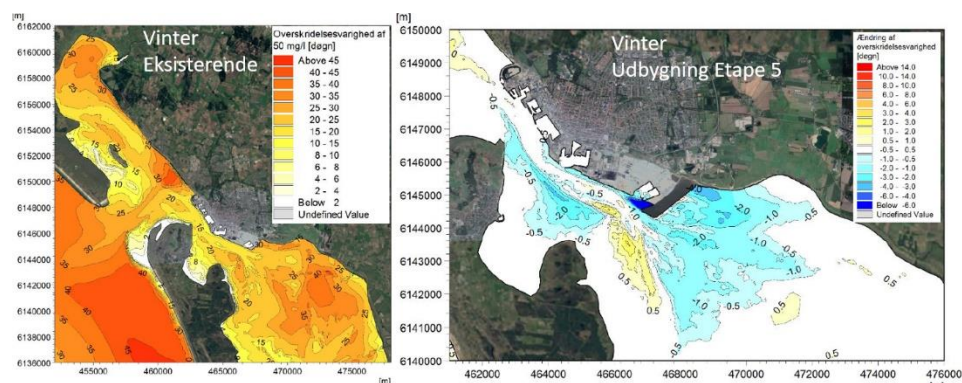 [m]
Vinter
Eksisterende
Overskridelsesvarighed af
50 mg/l [døgn]
Above 45
40 - 45
35 - 40
30 - 35
25 - 30
20 - 25
15 - 20
10 - 15
8 - 10
6 - 8
4 - 6
2 - 4
Below 2
Undefined Value
6162000
6160000
6158000
6156000
6154000
6152000
6150000
6148000
6146000
6144000
6142000
6140000
6138000
6136000
455000 460000 465000 470000 475000
[m]
[m]
Vinter
Udbygning Etape 5
Ændring af
overskridelsesvarighed
[døgn]
Above 14.0
10.0 - 14.0
8.0 - 10.0
6.0 - 8.0
4.0 - 6.0
3.0 - 4.0
2.0 - 3.0
1.0 - 2.0
0.5 - 1.0
-0.5 - 0.5
-1.0 - -0.5
-2.0 - -1.0
-3.0 - -2.0
-4.0 - -3.0
-6.0 - -4.0
Below -6.0
Undefined Value
6150000
6149000
6148000
6147000
6146000
6145000
6144000
6143000
6142000
6141000
6140000
462000 464000 466000 468000 470000 472000 474000 476000